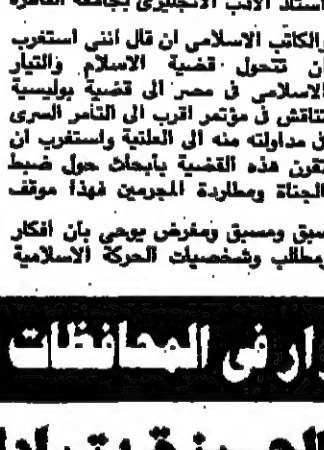 استاذ الادب الانجليزى بجامعة القاهرة
والكاتب الاسلامى ان قال اننى استغرب
ان تتحول قضية الاسلام والتيار
الاسلامى فى مصر الى قضية بوليسية
تناقش فى مؤتمر اقرب الى التآمر السرى
فى مداولته منه الى العلنية واستغرب ان
تقرن هذه القضية بأبحاث حول ضبط
الجناة ومطاردة المجرمين فهذا موقف
سبق ومسبق ومغرض يوحى بأن افكار
ومطالب وشخصيات الحركة الاسلامية
زار فى المحافظات